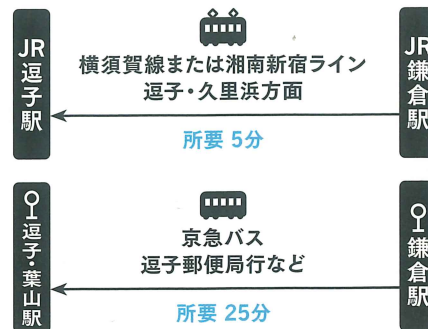 JR逗子駅
横須賀線または湘南新宿ライン
逗子・久里浜方面
所要 5分
JR鎌倉駅
逗子・葉山駅
京急バス
逗子郵便局行など
所要 25分
鎌倉駅